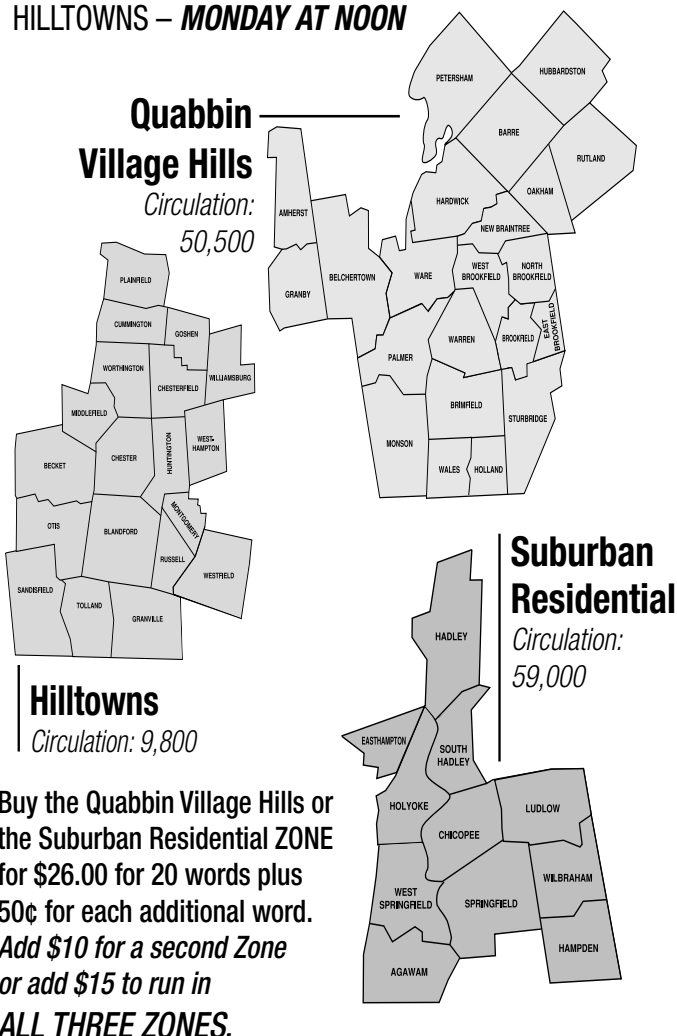 HILLTOWNS – MONDAY AT NOON
Quabbin
Village Hills
Circulation:
50,500
PETERSHAM
HUBBARDSTON
BARRE
RUTLAND
OAKHAM
HARDWICK
NEW BRAINTREE
AMHERST
BELCHERTOWN
GRANBY
WARE
WEST
BROOKFIELD
NORTH
BROOKFIELD
EAST
BROOKFIELD
BROOKFIELD
WARREN
PALMER
BRIMFIELD
STURBRIDGE
MONSON
WALES
HOLLAND
PLAINFIELD
CUMMINGTON
GOSHEN
WORTHINGTON
CHESTERFIELD
WILLIAMSBURG
MIDDLEFIELD
CHESTER
HUNTINGTON
WEST-
HAMPTON
BECKET
OTIS
BLANDFORD
MONTGOMERY
RUSSELL
WESTFIELD
SANDISFIELD
TOLLAND
GRANVILLE
Hilltowns
Circulation: 9,800
Suburban
Residential
Circulation:
59,000
HADLEY
EASTHAMPTON
SOUTH
HADLEY
HOLYOKE
CHICOPEE
LUDLOW
WEST
SPRINGFIELD
SPRINGFIELD
WILBRAHAM
AGAWAM
HAMPDEN
Buy the Quabbin Village Hills or
the Suburban Residential ZONE
for $26.00 for 20 words plus
50¢ for each additional word.
Add $10 for a second Zone
or add $15 to run in
ALL THREE ZONES.